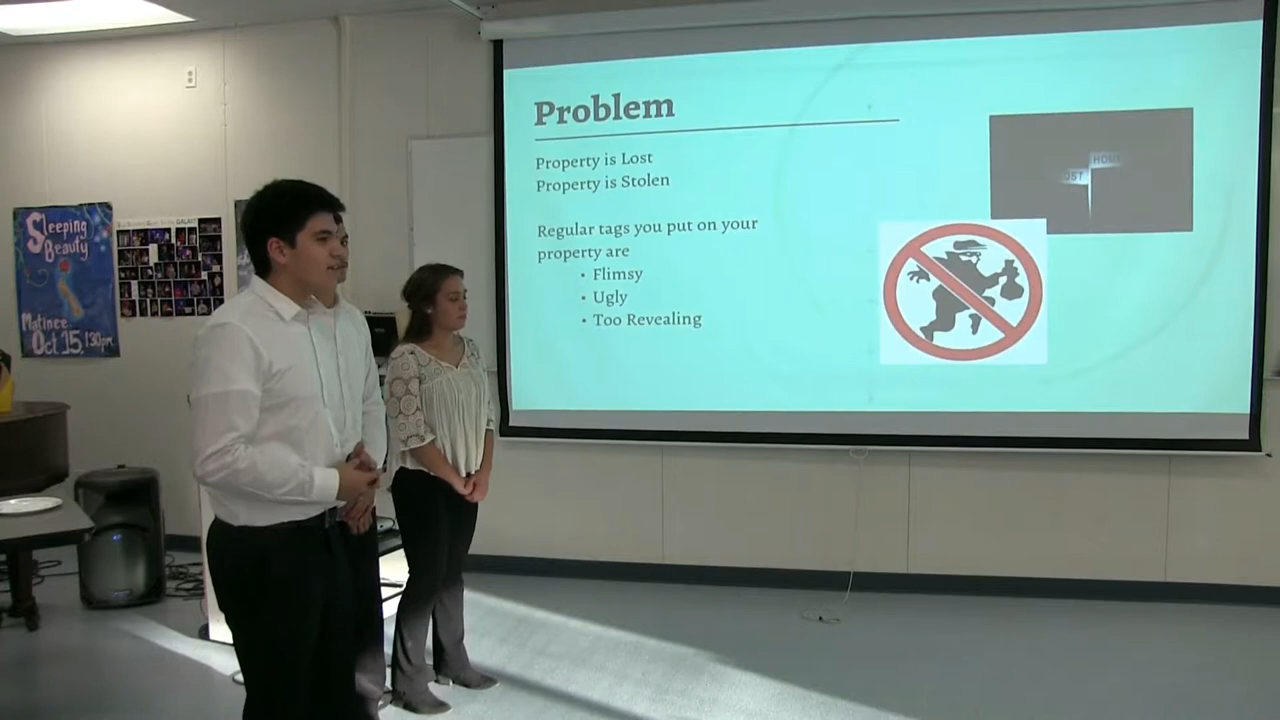 Sleeping
Beauty
Matinee
Oct 15, 1:30pm
Problem
Property is Lost
Property is Stolen
Regular tags you put on your
property are
• Flimsy
• Ugly
• Too Revealing
HOME